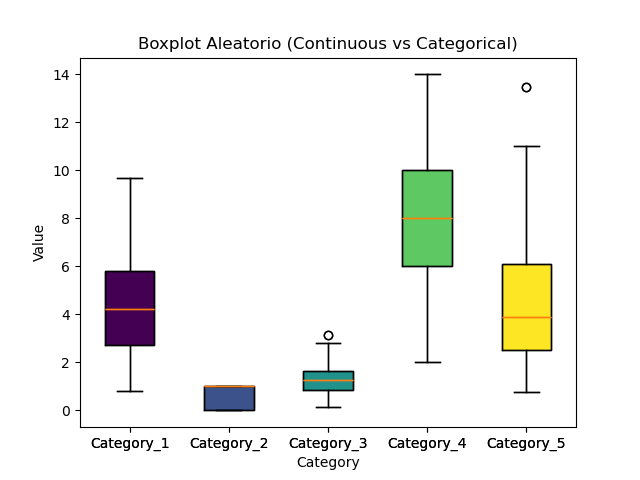 Boxplot Aleatorio (Continuous vs Categorical)
Value
14
12
10
8
6
4
2
0
Category_1 Category_2 Category_3 Category_4 Category_5
Category